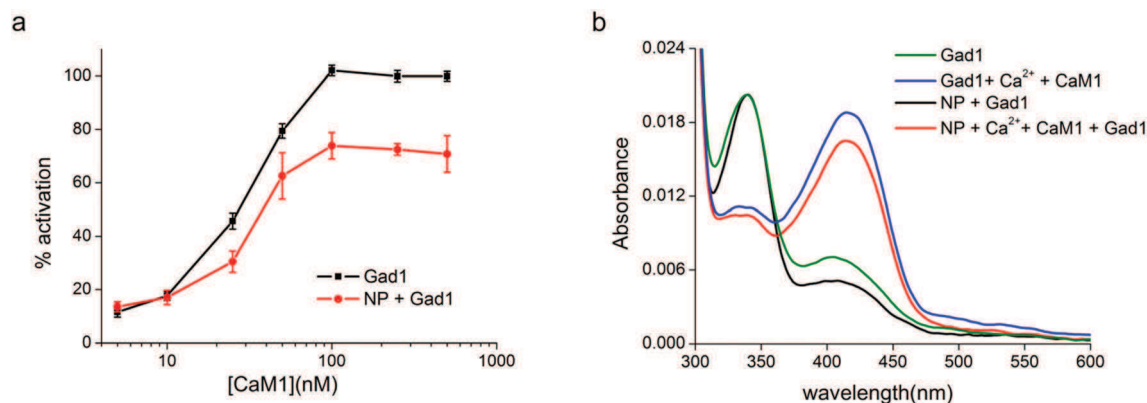 a
100
80
60
40
20
0
% activation
Gad1
NP + Gad1
10
100
1000
[CaM1](nM)
b
0.024
0.018
0.012
0.006
0.000
Absorbance
Gad1
Gad1+ Ca²⁺ + CaM1
NP + Gad1
NP + Ca²⁺+ CaM1 + Gad1
300
350
400
450
500
550
600
wavelength(nm)